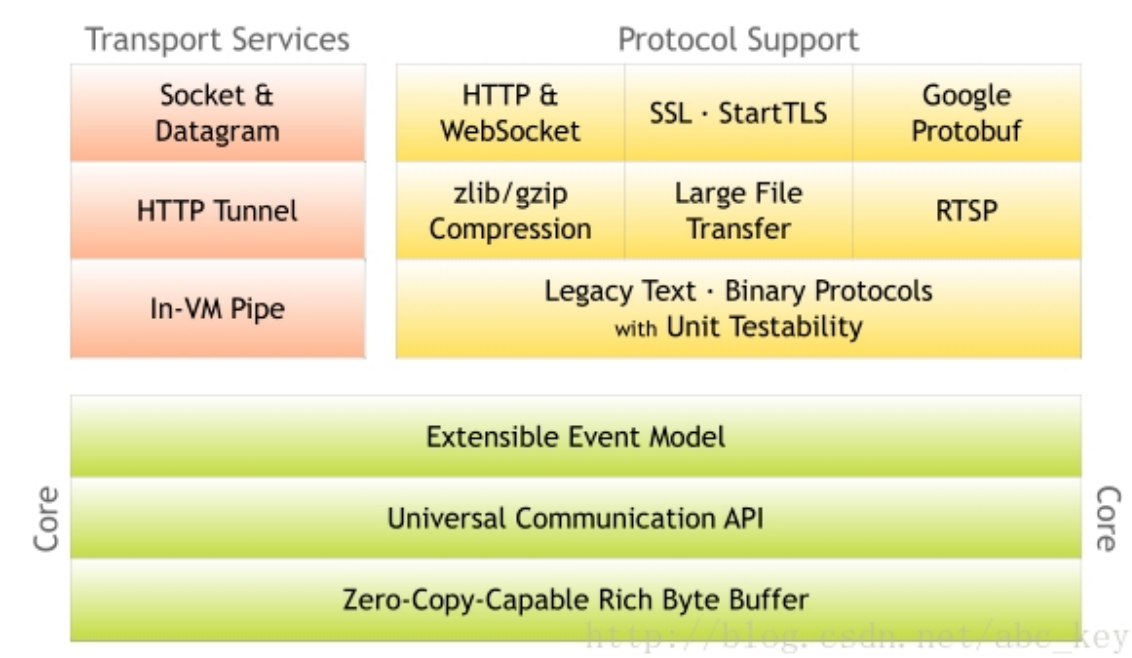 Transport Services
Socket &
Datagram
HTTP Tunnel
In-VM Pipe
Protocol Support
HTTP &
WebSocket
SSL · StartTLS
Google
Protobuf
zlib/gzip
Compression
Large File
Transfer
RTSP
Legacy Text · Binary Protocols
with Unit Testability
Core
Extensible Event Model
Universal Communication API
Zero-Copy-Capable Rich Byte Buffer
Core
http://blog.csdn.net/abc_key